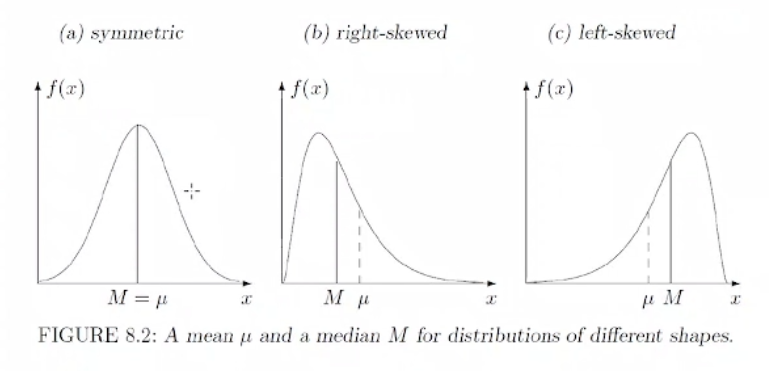 (a) symmetric (b) right-skewed (c) left-skewed
f(x) f(x) f(x)
M = μ x M μ x μ M x
FIGURE 8.2: A mean μ and a median M for distributions of different shapes.